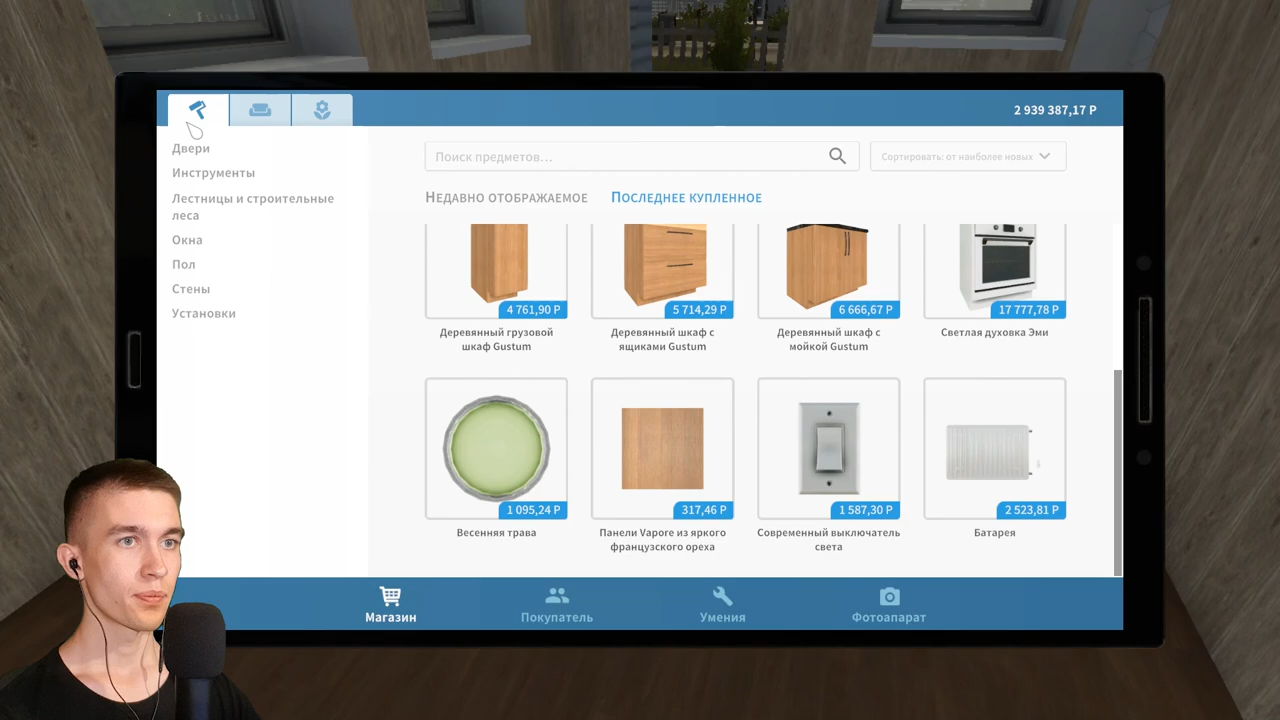 2 939 387,17 Р
Двери
Инструменты
Лестницы и строительные
леса
Окна
Пол
Стены
Установки
Поиск предметов...
Сортировать: от наиболее новых
Недавно отображаемое
Последнее купленное
4 761,90 Р
5 714,29 Р
6 666,67 Р
17 777,78 Р
Деревянный грузовой
шкаф Gustum
Деревянный шкаф с
ящиками Gustum
Деревянный шкаф с
мойкой Gustum
Светлая духовка Эми
1 095,24 Р
317,46 Р
1 587,30 Р
2 523,81 Р
Весенняя трава
Панели Vapore из яркого
французского ореха
Современный выключатель
света
Батарея
Магазин
Покупатель
Умения
Фотоаппарат